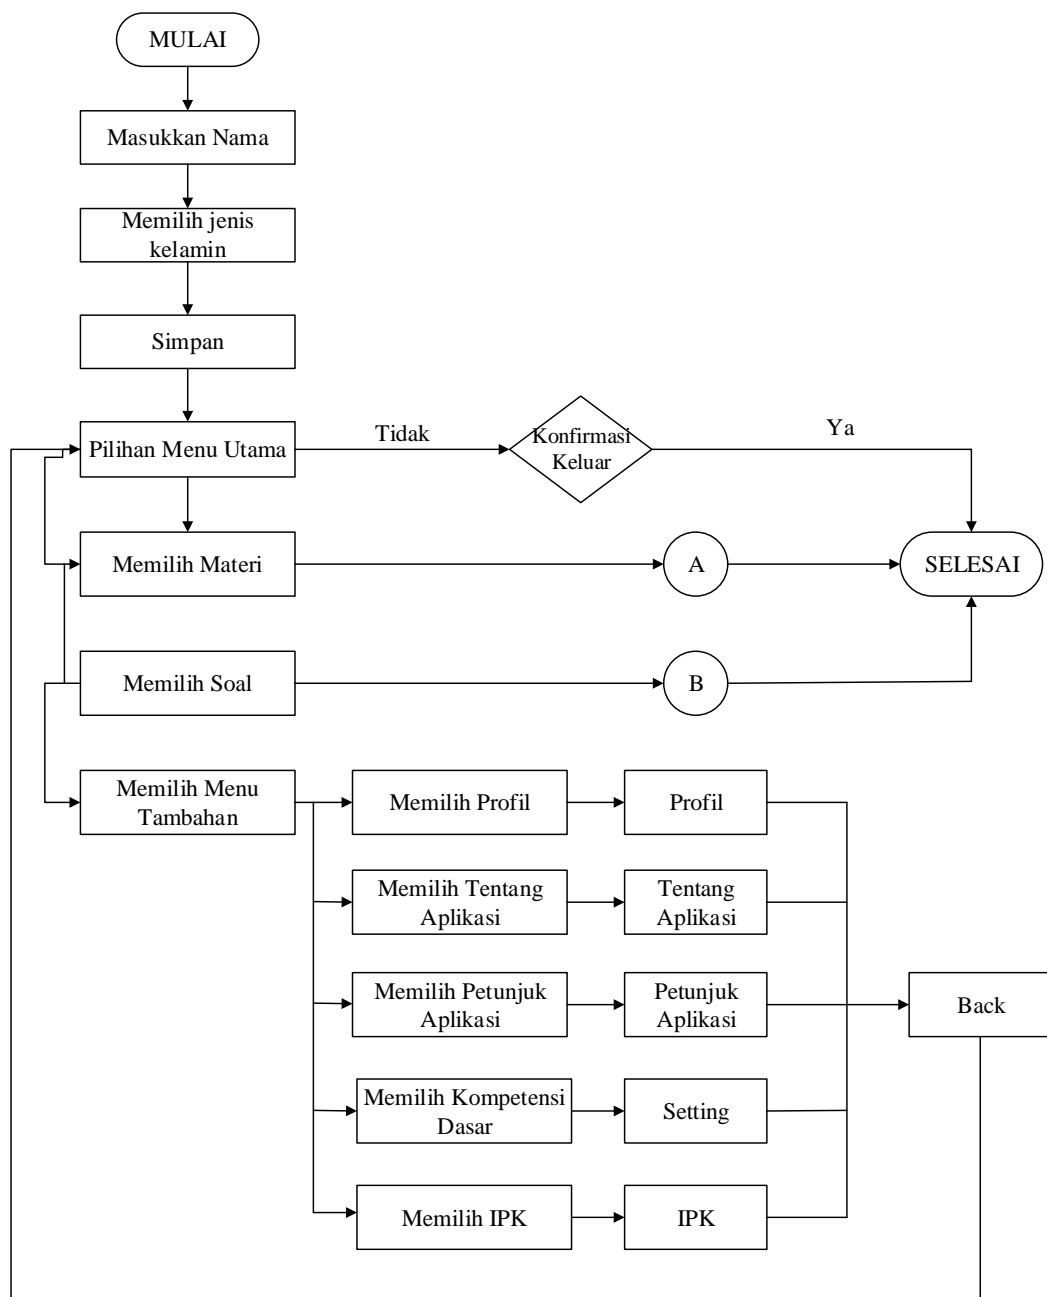 MULAI
Masukkan Nama
Memilih jenis
kelamin
Simpan
Pilihan Menu Utama
Tidak
Konfirmasi
Keluar
Ya
Memilih Materi
A
SELESAI
Memilih Soal
B
Memilih Menu
Tambahan
Memilih Profil
Profil
Memilih Tentang
Aplikasi
Tentang
Aplikasi
Memilih Petunjuk
Aplikasi
Petunjuk
Aplikasi
Back
Memilih Kompetensi
Dasar
Setting
Memilih IPK
IPK